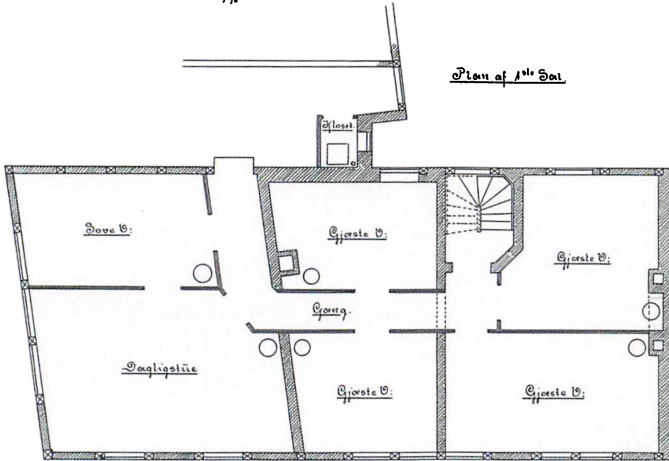 Plan af 1ste Sal
Kloset
Sove V:
Gjæste V:
Gjæste V:
Gang.
Dagligstue
Gjæste V:
Gjæste V: